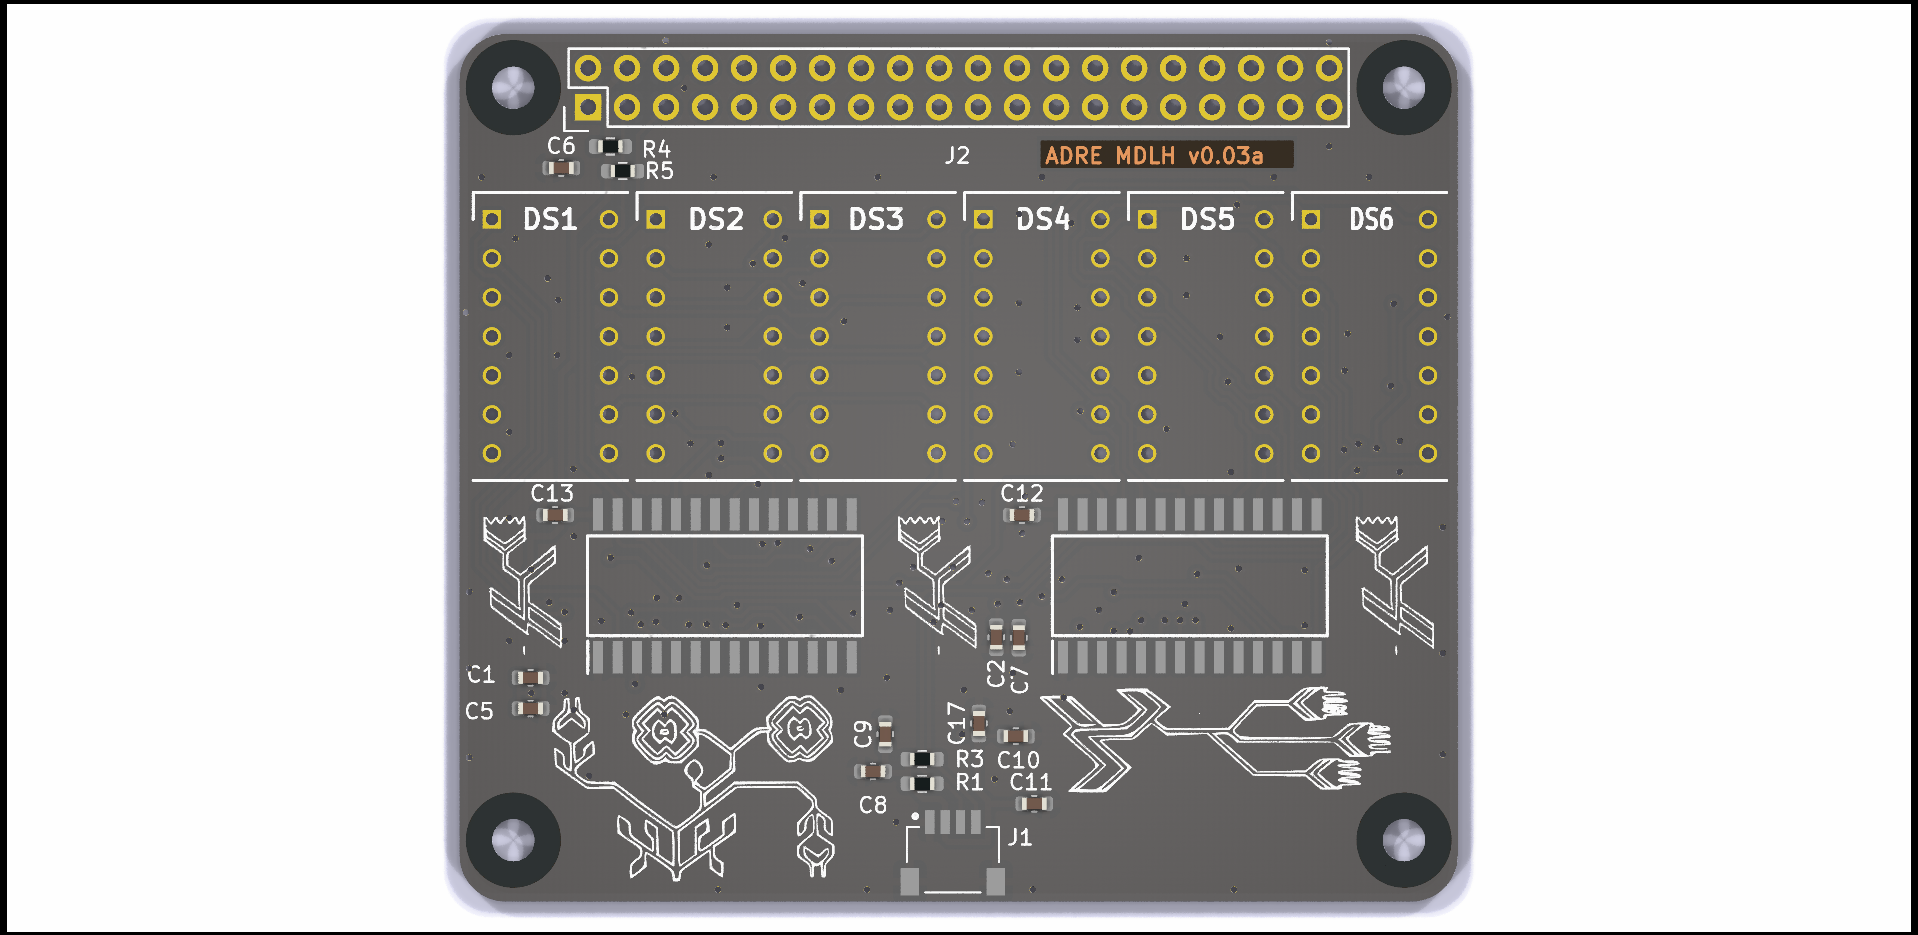 C6
R4
R5
J2
ADRE MDLH v0.03a
DS1 DS2 DS3 DS4 DS5 DS6
C13
C12
C1
C5
C2
C7
C9
C17
R3
C10
R1
C11
C8
J1